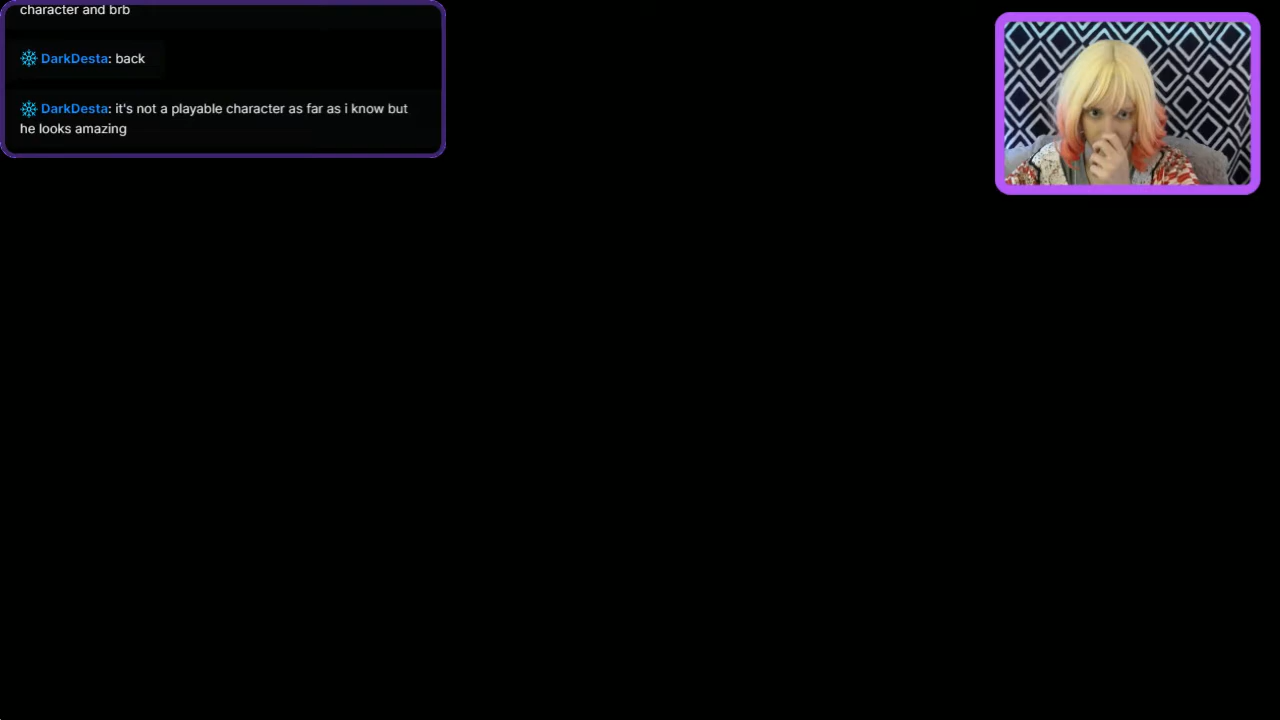 character and brb
DarkDesta: back
DarkDesta: it's not a playable character as far as i know but
he looks amazing